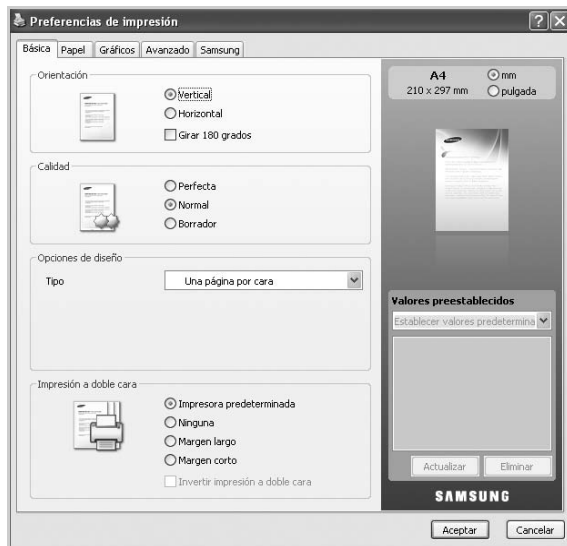 Preferencias de impresión
Básica Papel Gráficos Avanzado Samsung
Orientación
Vertical
Horizontal
Girar 180 grados
Calidad
Perfecta
Normal
Borrador
Opciones de diseño
Tipo
Una página por cara
Impresión a doble cara
Impresora predeterminada
Ninguna
Margen largo
Margen corto
Invertir impresión a doble cara
A4
210 x 297 mm
mm
pulgada
Valores preestablecidos
Establecer valores predetermina
Actualizar Eliminar
SAMSUNG
Aceptar Cancelar